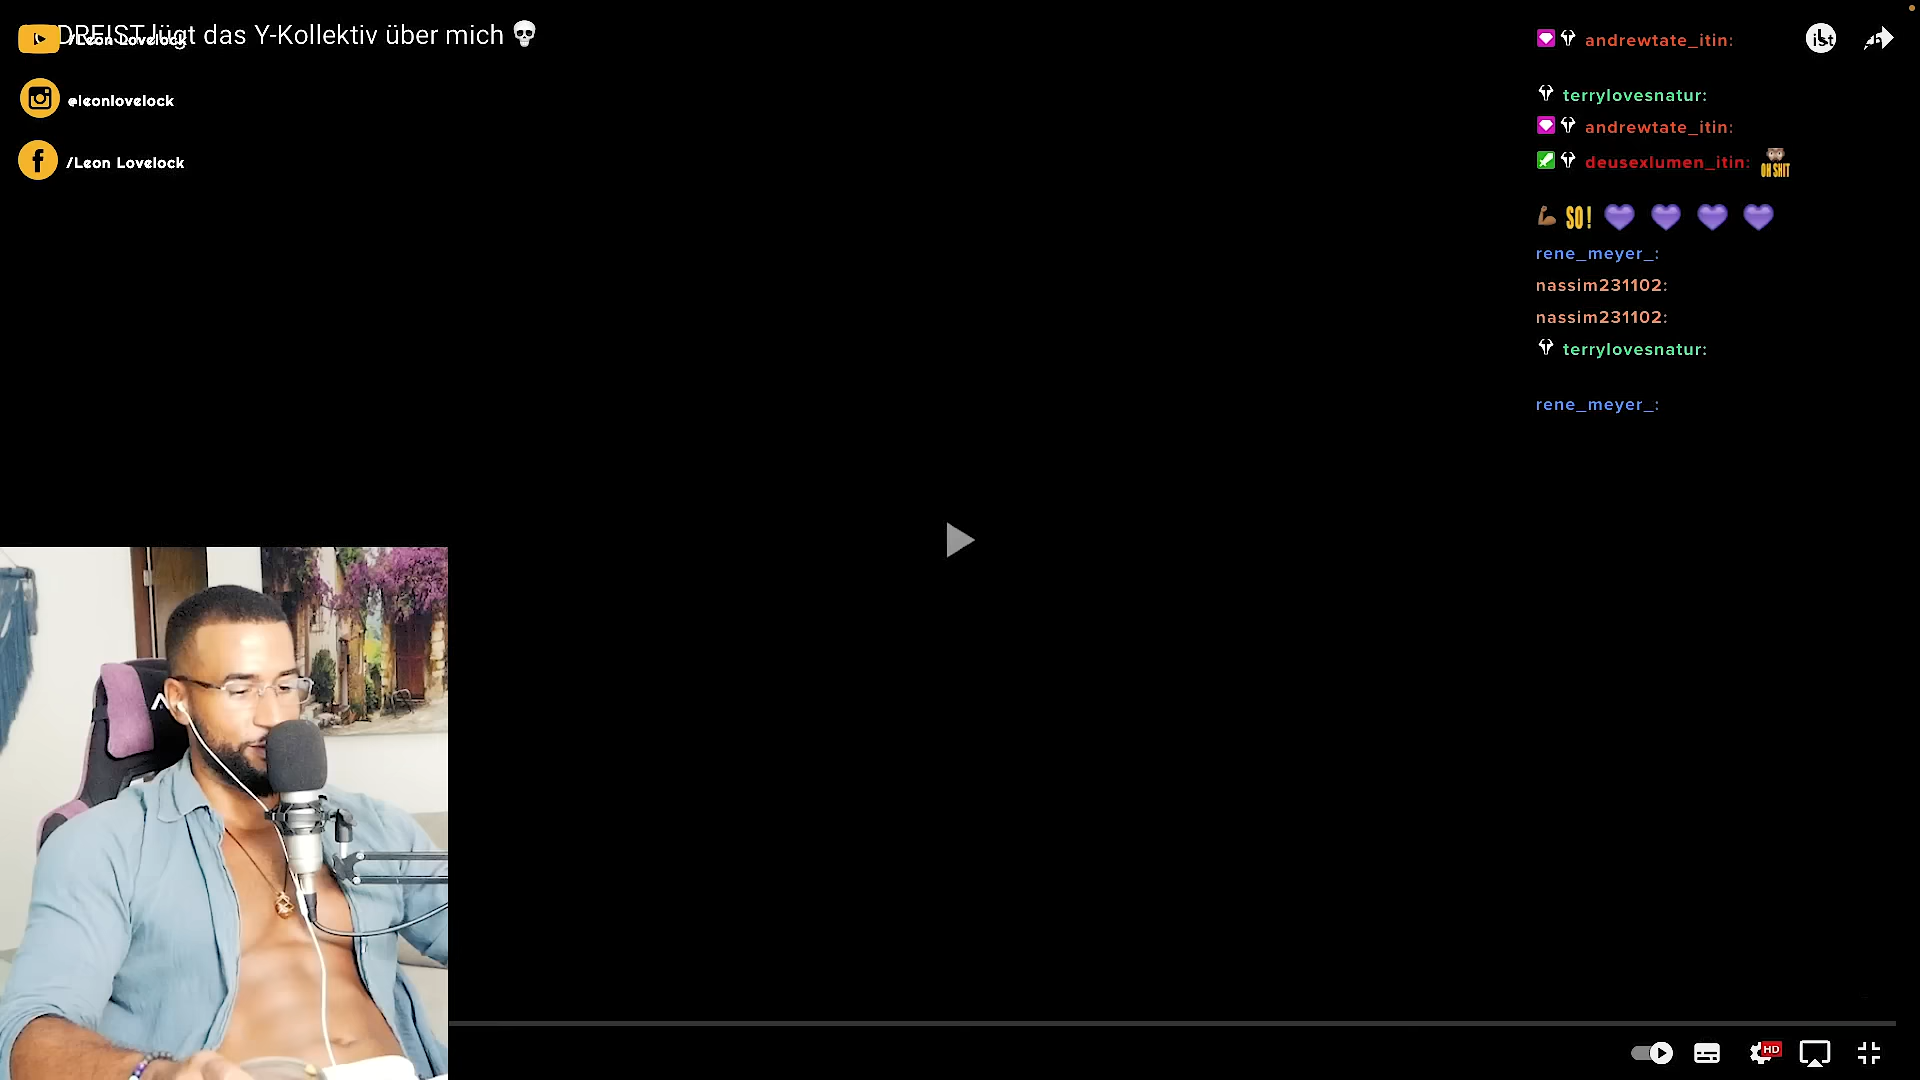 DREIST lügt das Y-Kollektiv über mich
/Leon Lovelock
@leonlovelock
/Leon Lovelock
andrewtate_itin:
terrylovesnatur:
andrewtate_itin:
deusexlumen_itin: OH SHIT
SO!
rene_meyer_:
nassim231102:
nassim231102:
terrylovesnatur:
rene_meyer_:
ist
HD